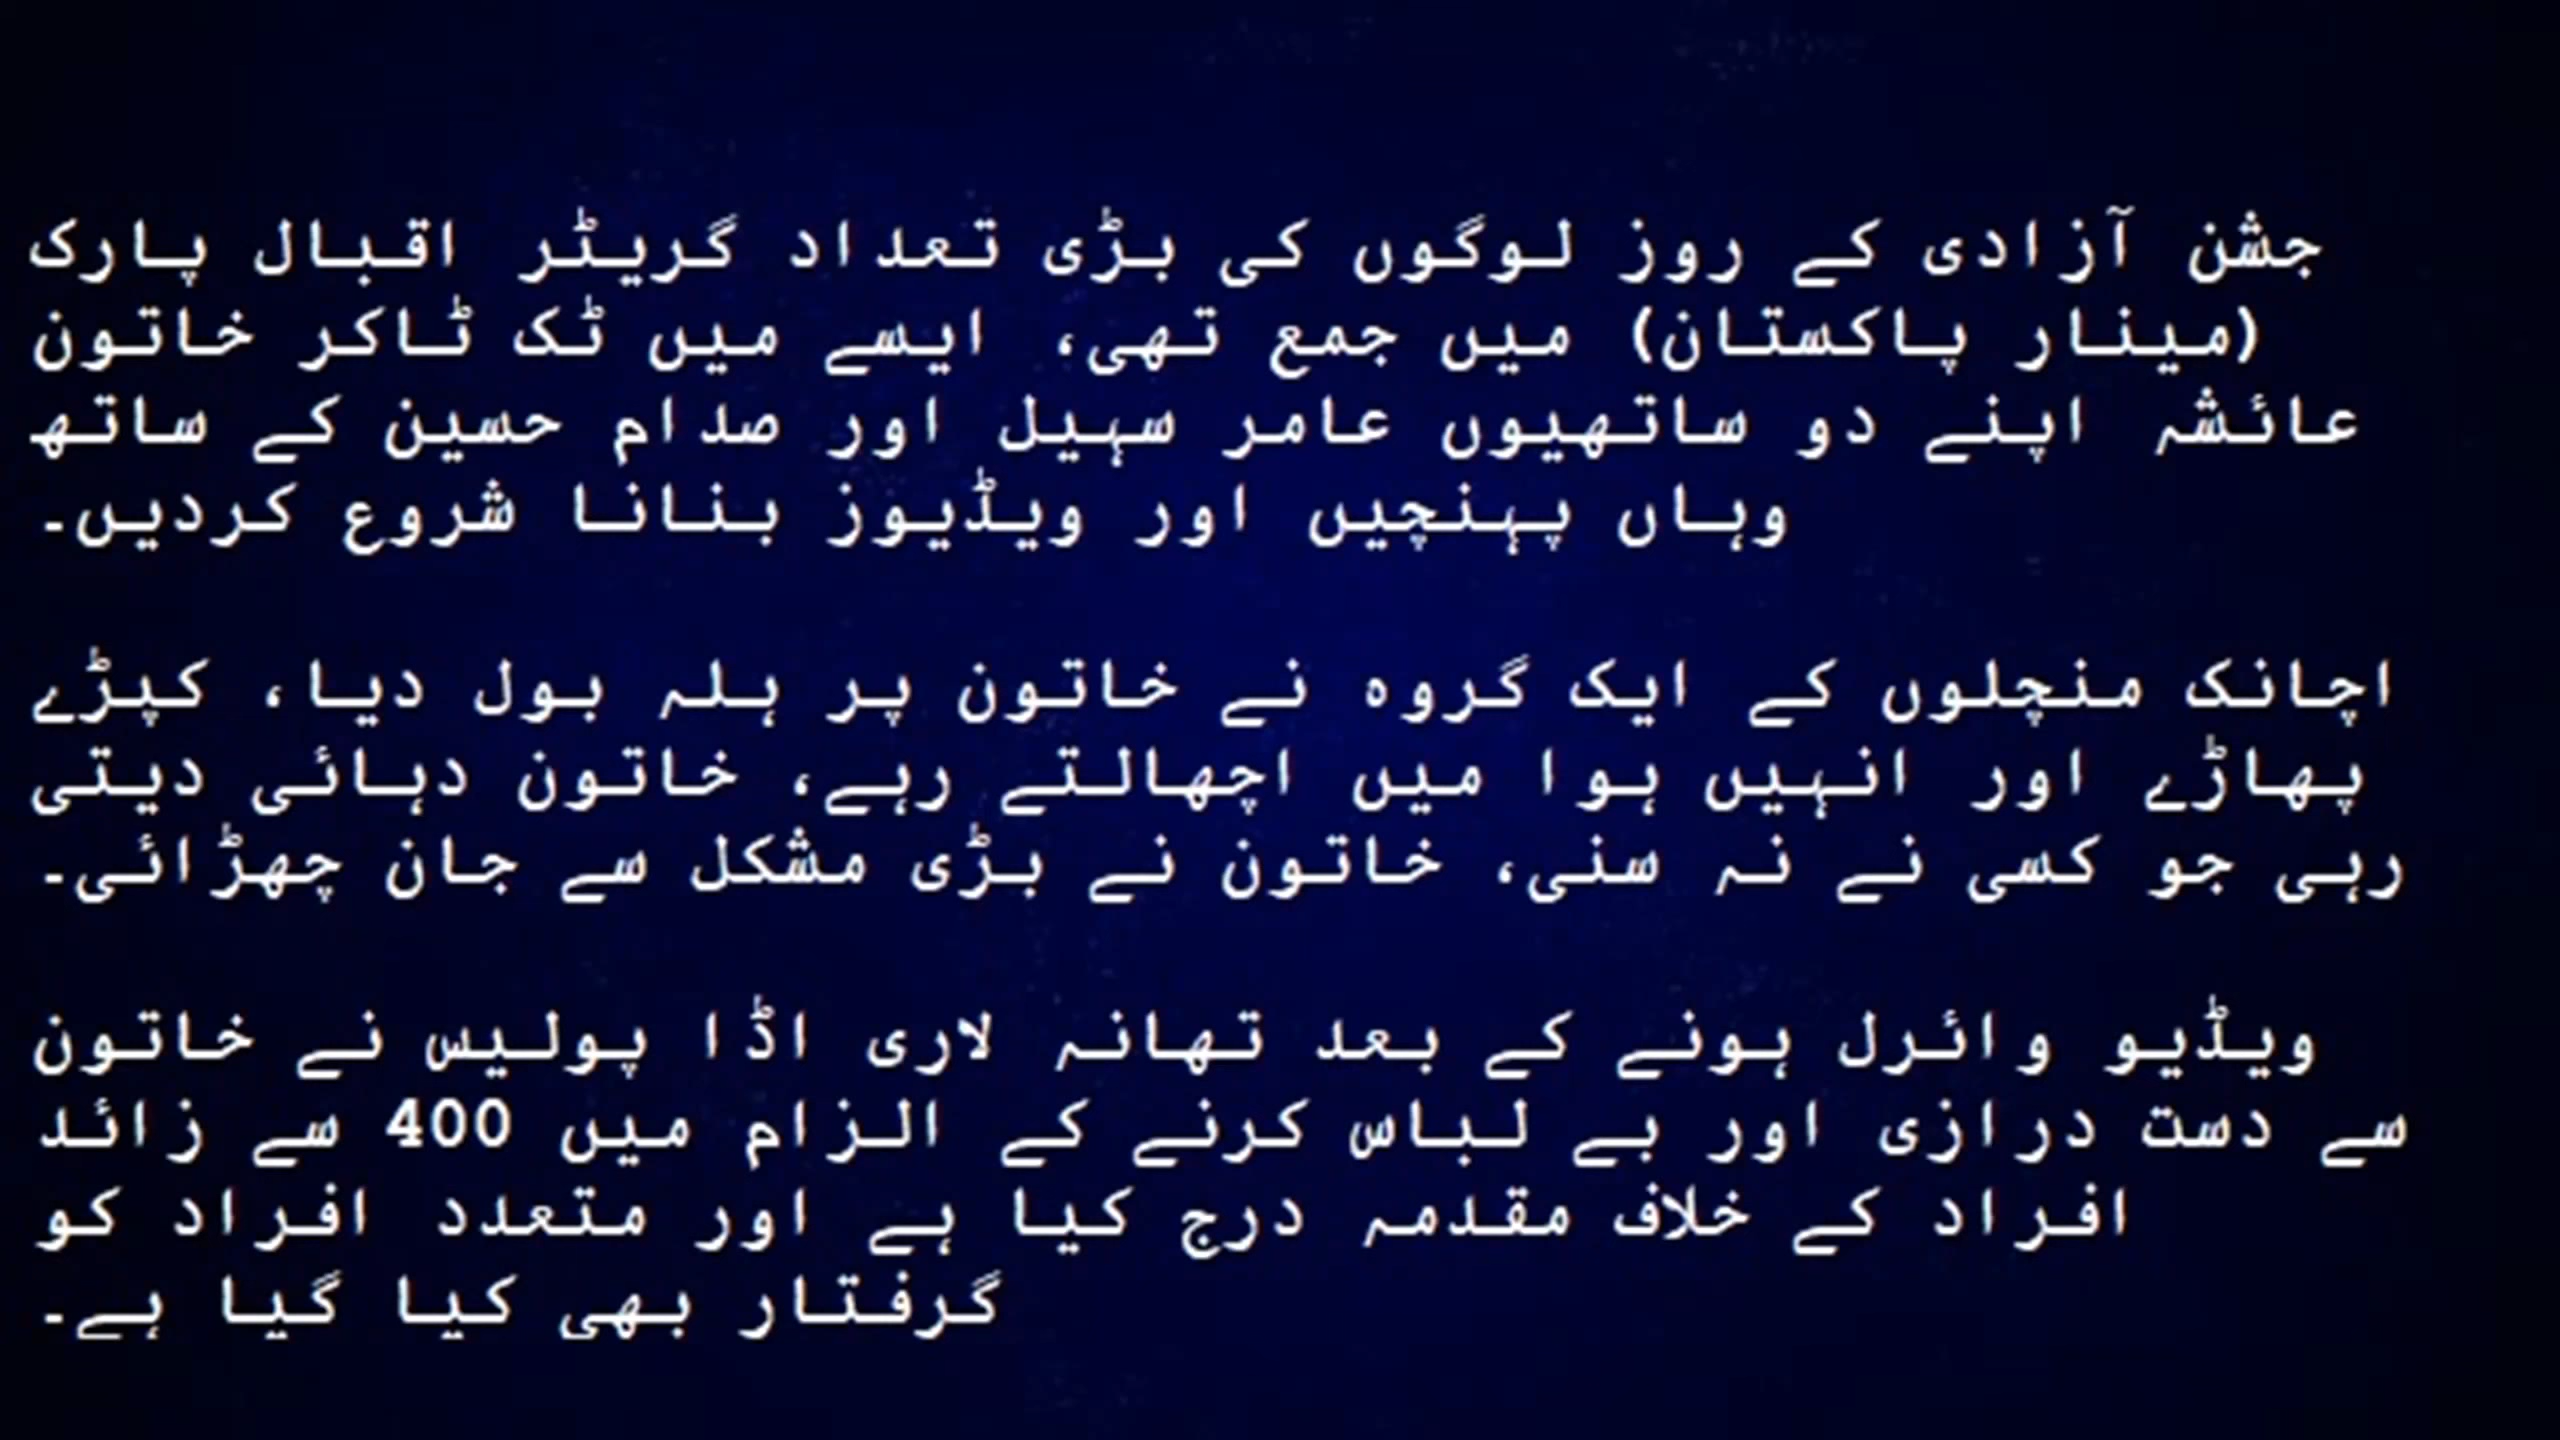 جشن آزادی کے روز لوگوں کی بڑی تعداد گریٹر اقبال پارک
(مینار پاکستان) میں جمع تھی، ایسے میں ٹک ٹاکر خاتون
عائشہ اپنے دو ساتھیوں عامر سہیل اور صدام حسین کے ساتھ
وہاں پہنچیں اور ویڈیوز بنانا شروع کردیں۔
اچانک منچلوں کے ایک گروہ نے خاتون پر ہلہ بول دیا، کپڑے
پھاڑے اور انہیں ہوا میں اچھالتے رہے، خاتون دہائی دیتی
رہی جو کسی نے نہ سنی، خاتون نے بڑی مشکل سے جان چھڑائی۔
ویڈیو وائرل ہونے کے بعد تھانہ لاری اڈا پولیس نے خاتون
سے دست درازی اور بے لباس کرنے کے الزام میں 400 سے زائد
افراد کے خلاف مقدمہ درج کیا ہے اور متعدد افراد کو
گرفتار بھی کیا گیا ہے۔